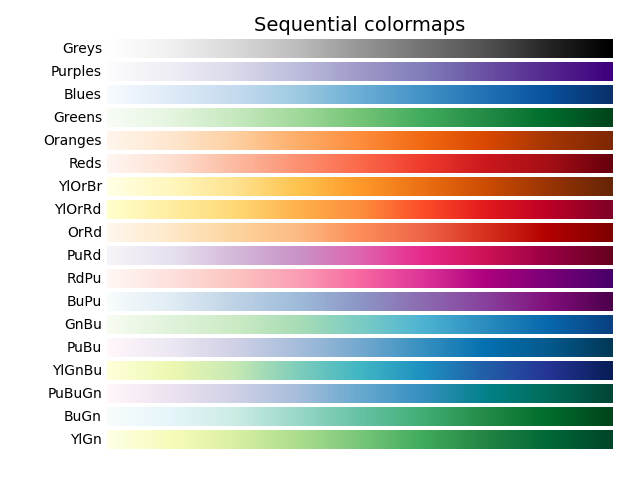 Sequential colormaps
Greys
Purples
Blues
Greens
Oranges
Reds
YlOrBr
YlOrRd
OrRd
PuRd
RdPu
BuPu
GnBu
PuBu
YlGnBu
PuBuGn
BuGn
YlGn